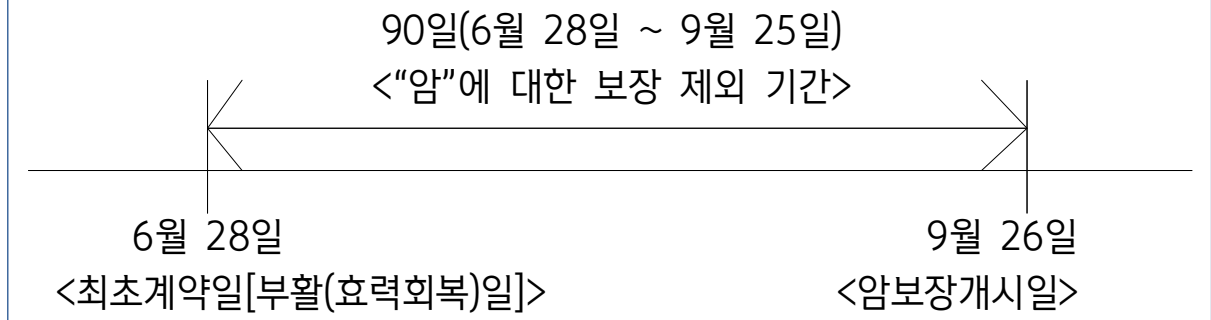 90일(6월 28일 ~ 9월 25일)
<“암”에 대한 보장 제외 기간>
6월 28일
9월 26일
<최초계약일[부활(효력회복)일]>
<암보장개시일>